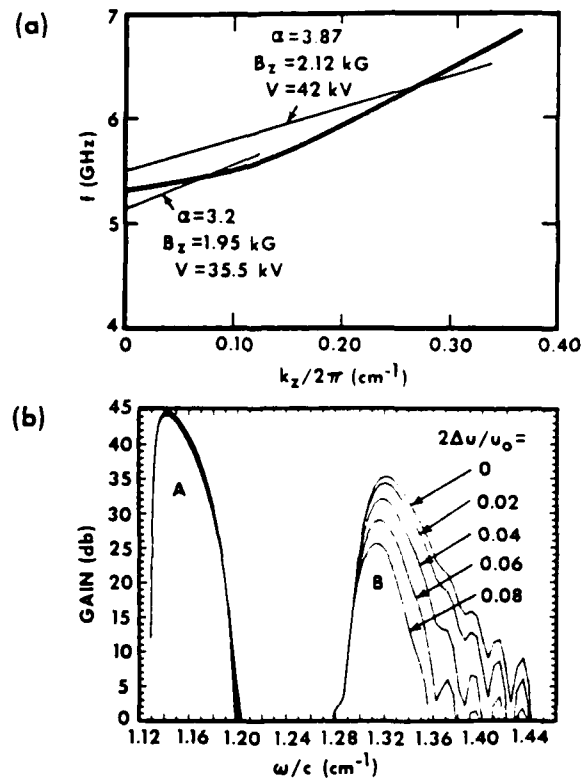 (a)
α=3.87
B_z=2.12 kG
V=42 kV
6
f (GHz)
5
α=3.2
B_z=1.95 kG
V=35.5 kV
4
0 0.10 0.20 0.30 0.40
k_z/2π (cm⁻¹)
(b)
45
40
35
30
25
20
15
10
5
0
GAIN (db)
A
B
2Δu/u₀=
0
0.02
0.04
0.06
0.08
1.12 1.16 1.20 1.24 1.28 1.32 1.36 1.40 1.44
ω/c (cm⁻¹)